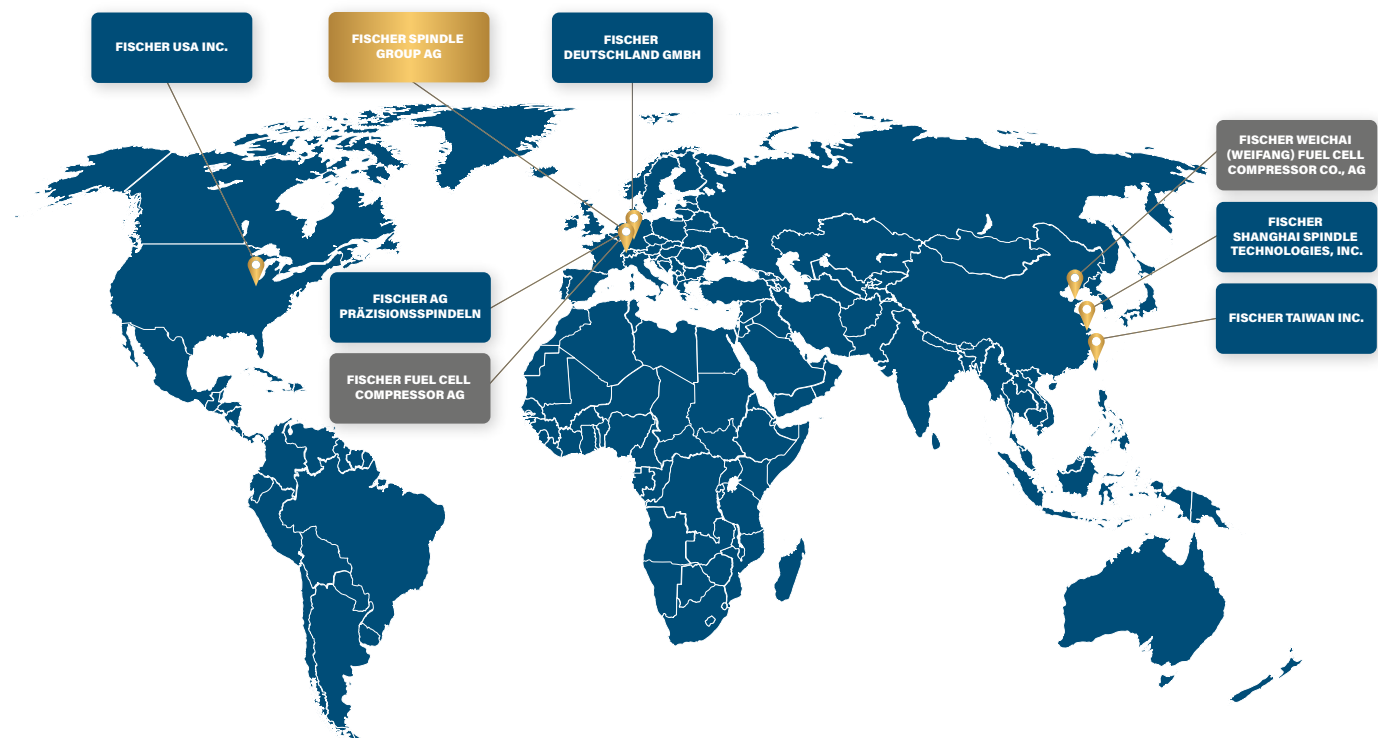 FISCHER USA INC.
FISCHER SPINDLE
GROUP AG
FISCHER
DEUTSCHLAND GMBH
FISCHER WEICHAI
(WEIFANG) FUEL CELL
COMPRESSOR CO., AG
FISCHER
SHANGHAI SPINDLE
TECHNOLOGIES, INC.
FISCHER AG
PRÄZISIONSSPINDELN
FISCHER TAIWAN INC.
FISCHER FUEL CELL
COMPRESSOR AG